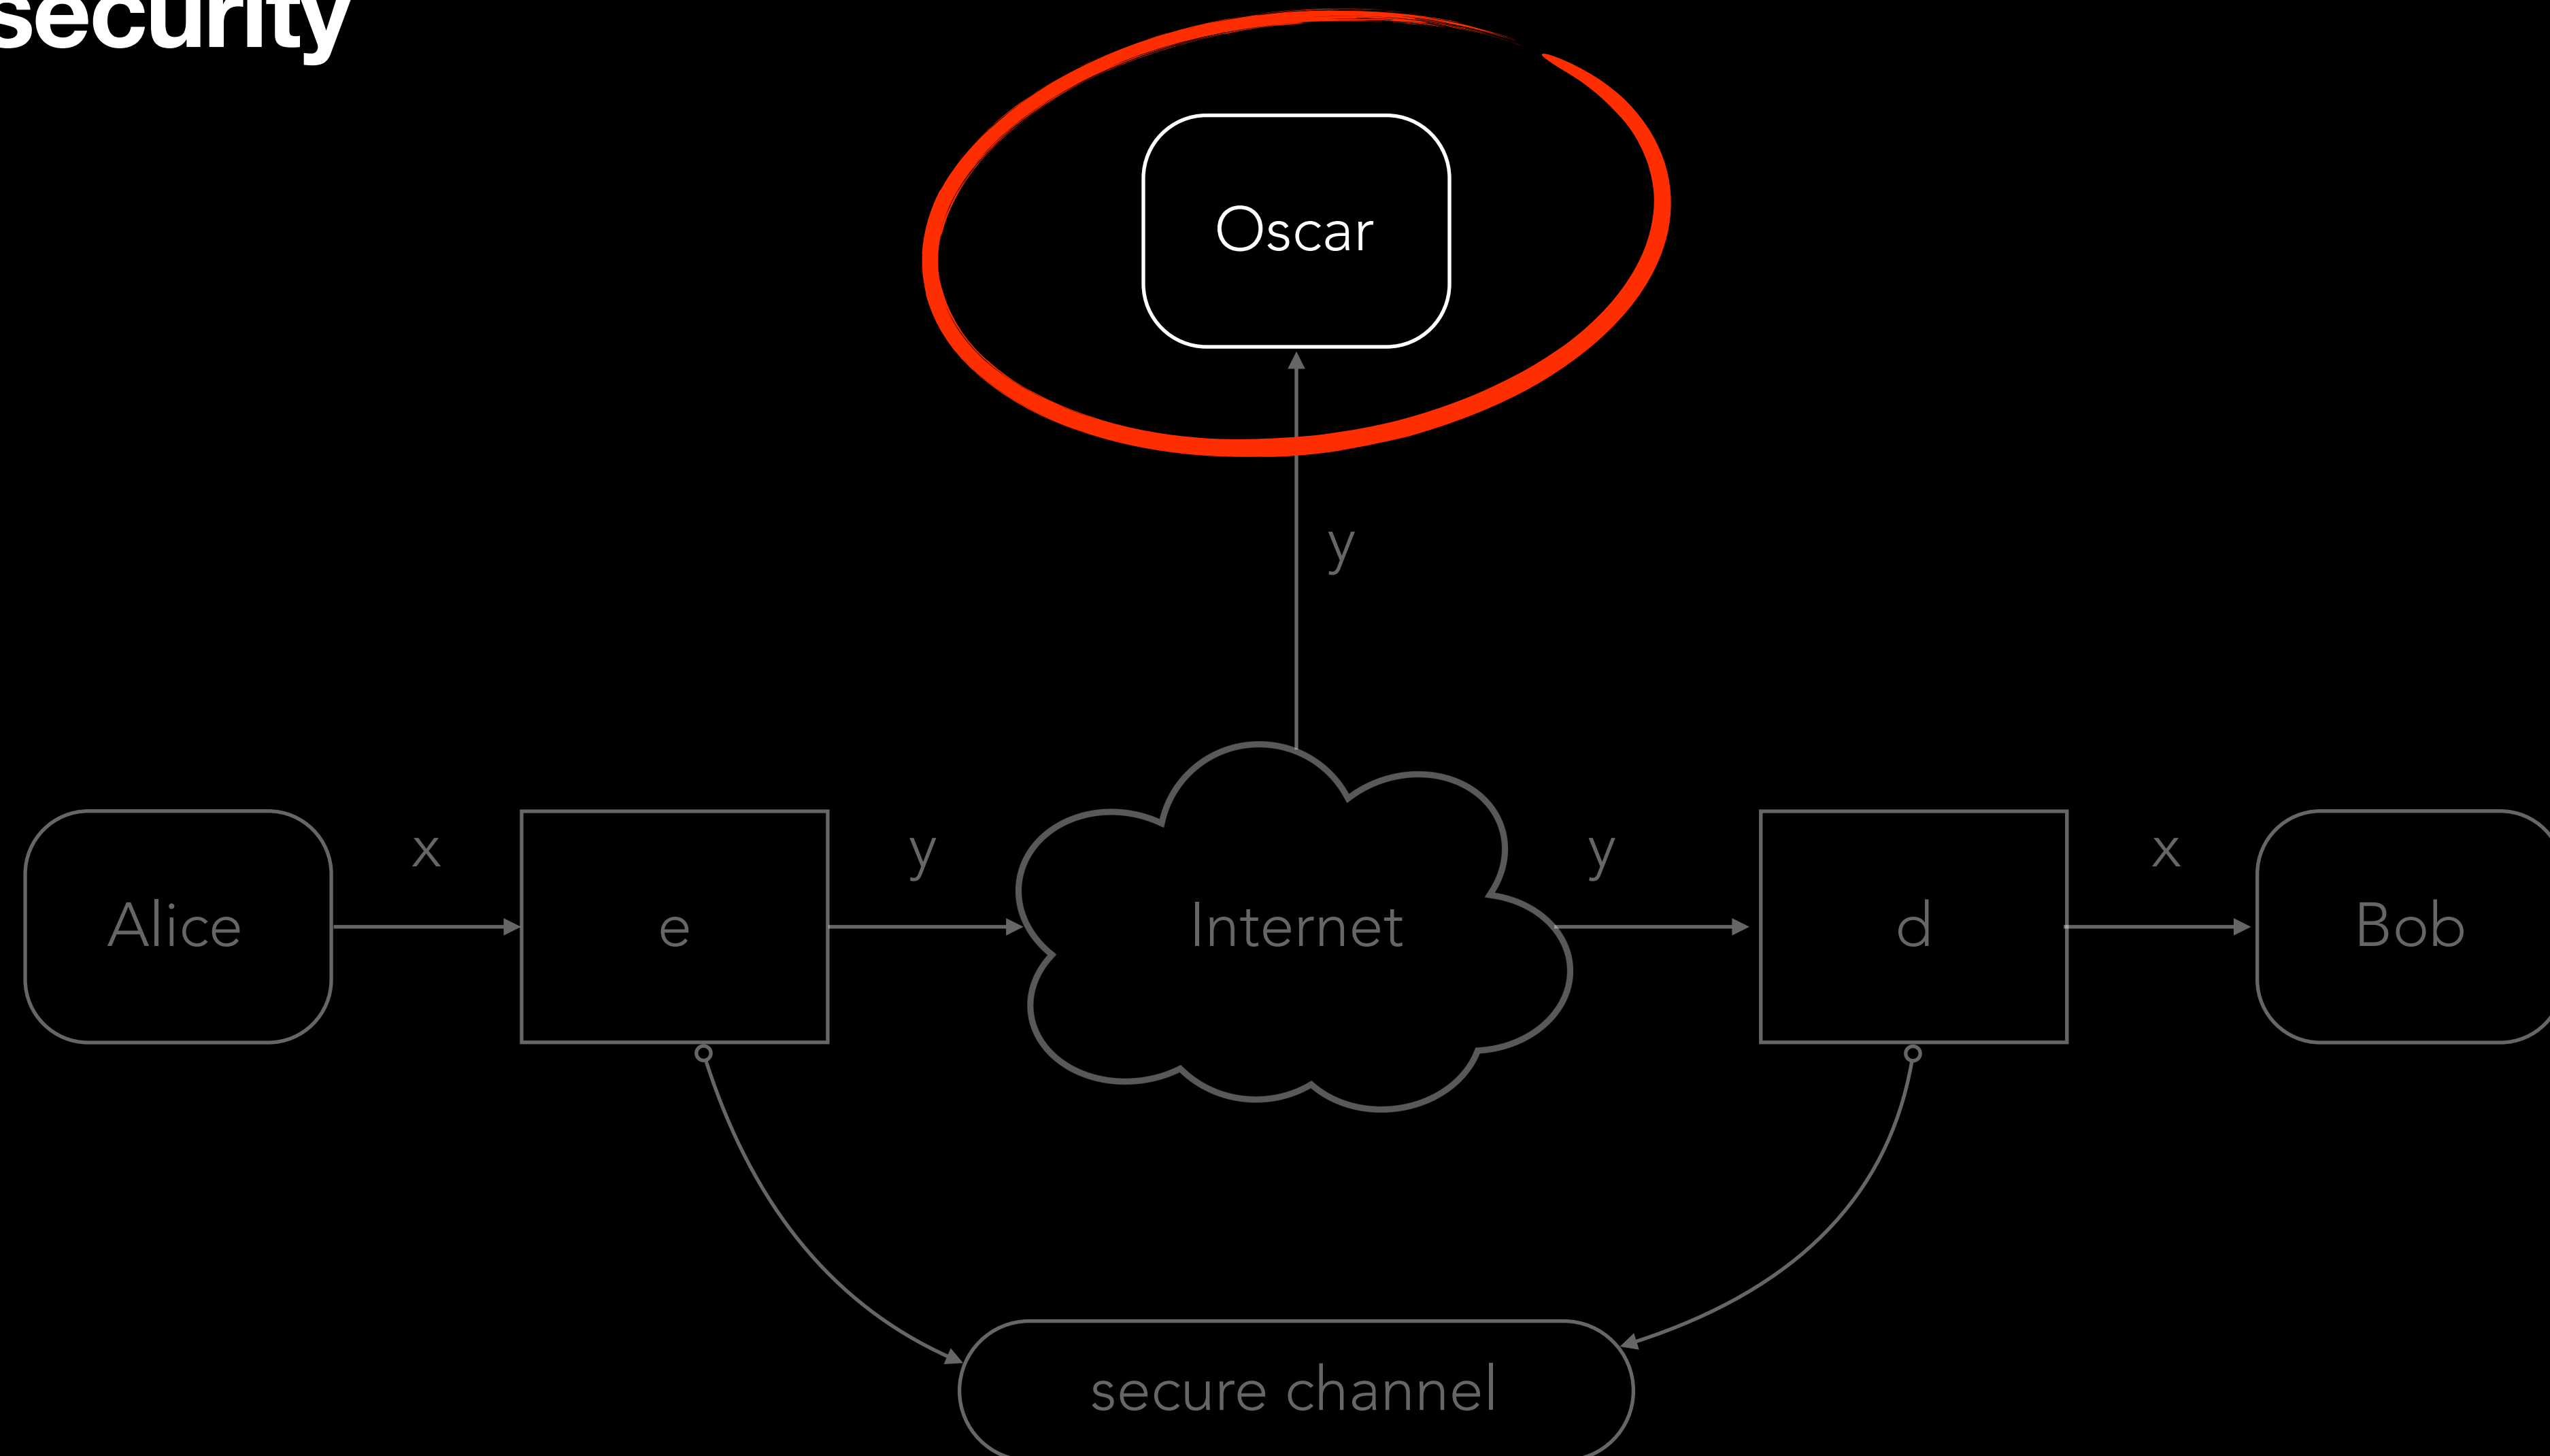 security
Oscar
y
x
y
y
x
Alice
e
Internet
d
Bob
secure channel